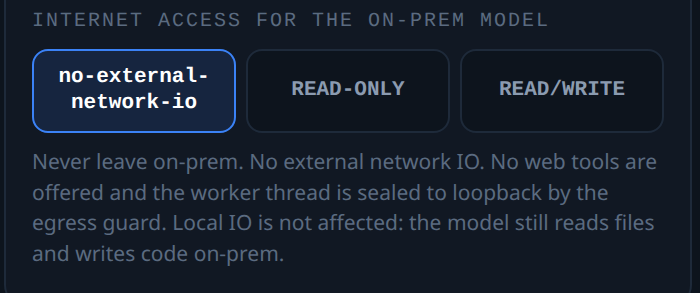 INTERNET ACCESS FOR THE ON-PREM MODEL
no-external-
network-io
READ-ONLY
READ/WRITE
Never leave on-prem. No external network IO. No web tools are
offered and the worker thread is sealed to loopback by the
egress guard. Local IO is not affected: the model still reads files
and writes code on-prem.